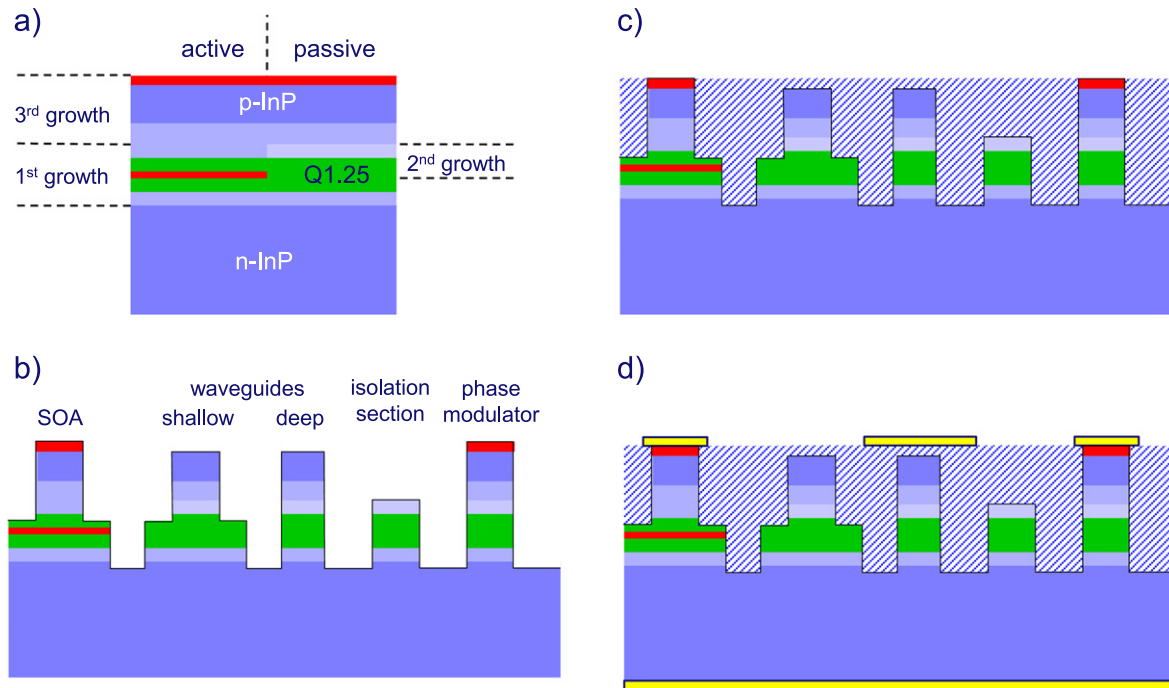 a)
active passive
3rd growth
p-InP
1st growth
2nd growth
Q1.25
n-InP
b)
waveguides
isolation
phase
SOA
shallow
deep
section
modulator
c)
d)